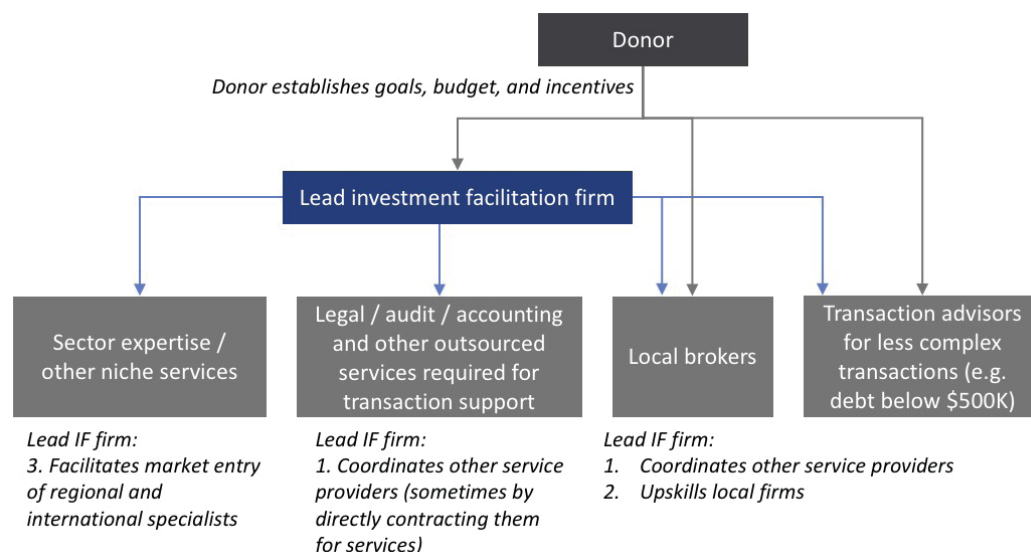 Donor
Donor establishes goals, budget, and incentives
Lead investment facilitation firm
Sector expertise /
other niche services
Legal / audit / accounting
and other outsourced
services required for
transaction support
Local brokers
Transaction advisors
for less complex
transactions (e.g.
debt below $500K)
Lead IF firm:
3. Facilitates market entry
of regional and
international specialists
Lead IF firm:
1. Coordinates other service
providers (sometimes by
directly contracting them
for services)
Lead IF firm:
1. Coordinates other service providers
2. Upskills local firms